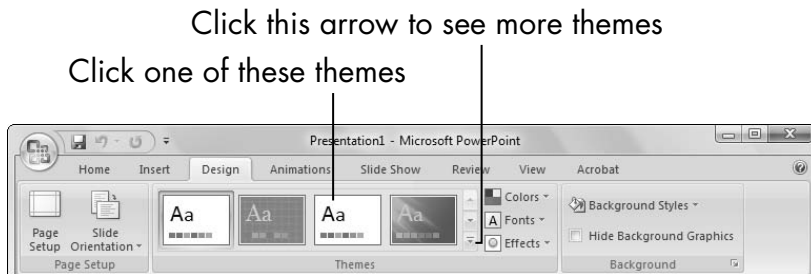 Click this arrow to see more themes
Click one of these themes
Presentation1 - Microsoft PowerPoint
Home Insert Design Animations Slide Show Review View Acrobat
Aa Aa Aa Aa
Colors
Fonts
Effects
Page Setup
Slide Orientation
Background Styles
Hide Background Graphics
Page Setup Themes Background